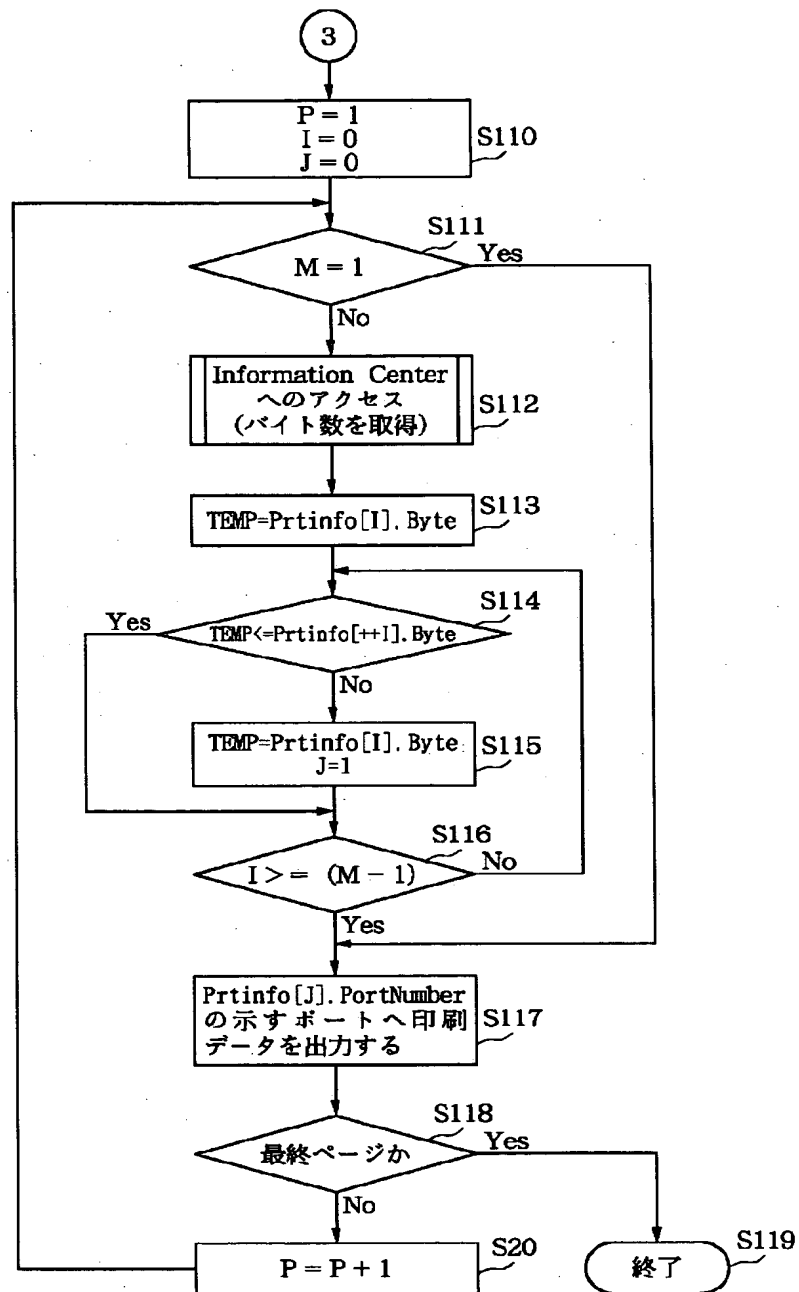 3
P = 1
I = 0
J = 0
S110
S111
M = 1
Yes
No
Information Center
へのアクセス
(バイト数を取得)
S112
TEMP=Prtinfo[I].Byte
S113
S114
Yes
TEMP<=Prtinfo[++I].Byte
No
TEMP=Prtinfo[I].Byte
J=1
S115
S116
I >= (M-1)
No
Yes
Prtinfo[J].PortNumber
の示すポートへ印刷
データを出力する
S117
S118
最終ページか
Yes
No
S20
P = P + 1
終了
S119